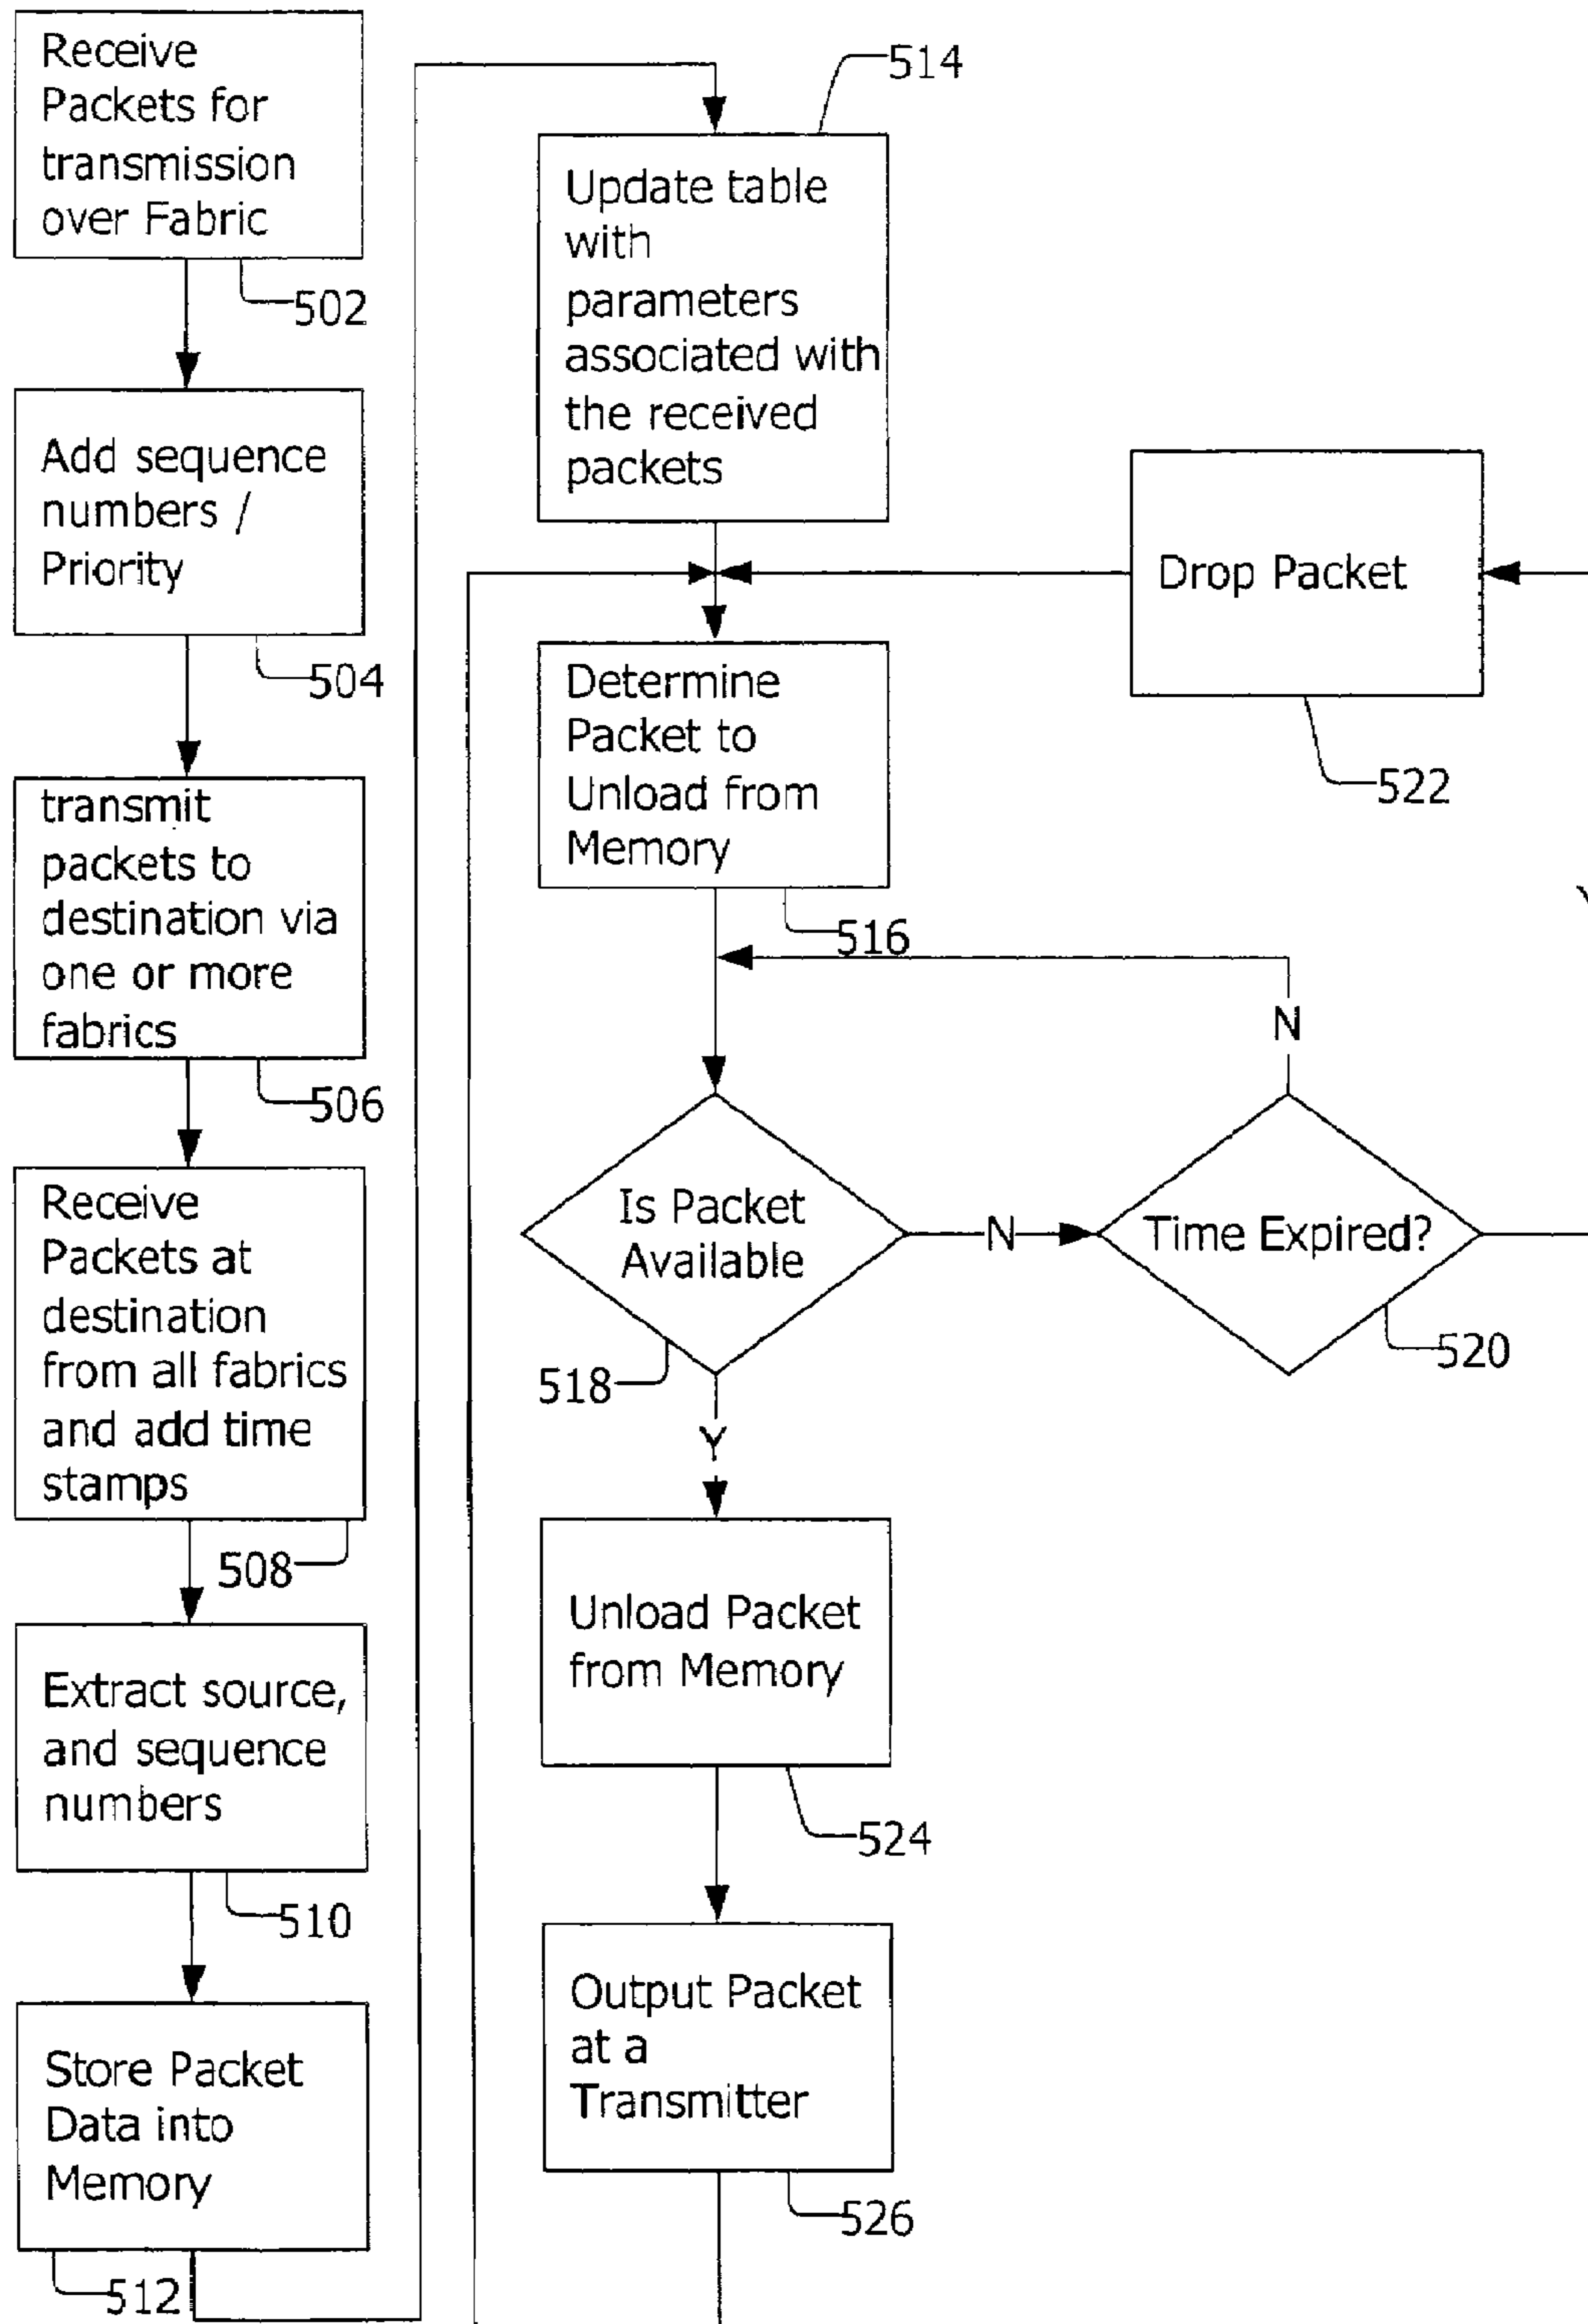 Receive
Packets for
transmission
over Fabric
502
Add sequence
numbers /
Priority
504
transmit
packets to
destination via
one or more
fabrics
506
Receive
Packets at
destination
from all fabrics
and add time
stamps
508
Extract source,
and sequence
numbers
510
Store Packet
Data into
Memory
512
514
Update table
with
parameters
associated with
the received
packets
Determine
Packet to
Unload from
Memory
516
Is Packet
Available
518
N
Time Expired?
520
N
Drop Packet
522
Y
Unload Packet
from Memory
524
Output Packet
at a
Transmitter
526